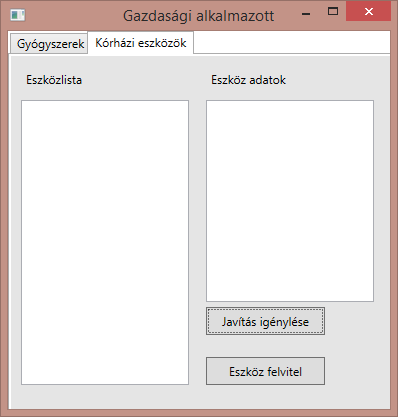 Gazdasági alkalmazott
Gyógyszerek Kórházi eszközök
Eszközlista Eszköz adatok
Javítás igénylése
Eszköz felvitel